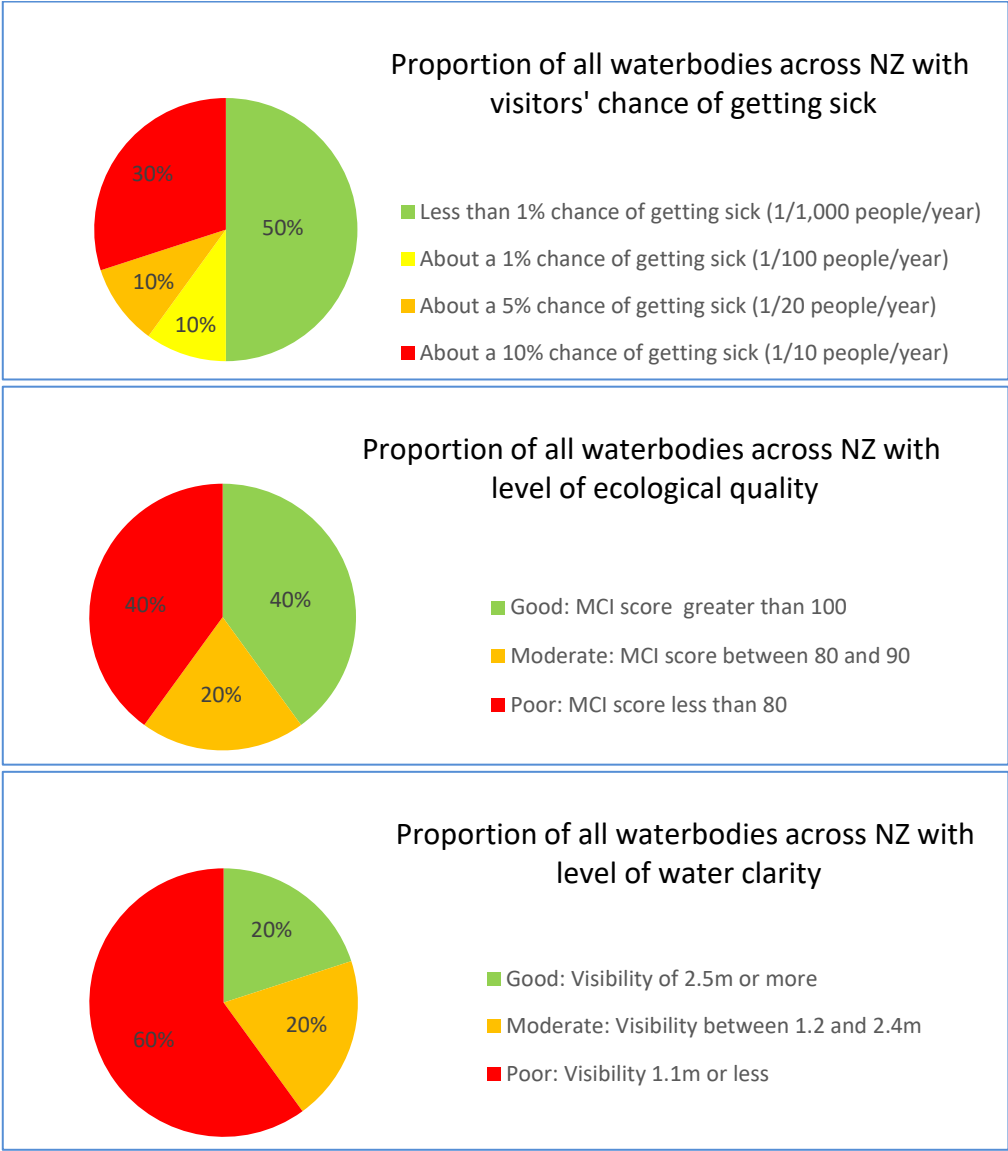 Proportion of all waterbodies across NZ with
visitors' chance of getting sick
30%
50%
10%
10%
Less than 1% chance of getting sick (1/1,000 people/year)
About a 1% chance of getting sick (1/100 people/year)
About a 5% chance of getting sick (1/20 people/year)
About a 10% chance of getting sick (1/10 people/year)
Proportion of all waterbodies across NZ with
level of ecological quality
40%
40%
20%
Good: MCI score  greater than 100
Moderate: MCI score between 80 and 90
Poor: MCI score less than 80
Proportion of all waterbodies across NZ with
level of water clarity
20%
20%
60%
Good: Visibility of 2.5m or more
Moderate: Visibility between 1.2 and 2.4m
Poor: Visibility 1.1m or less